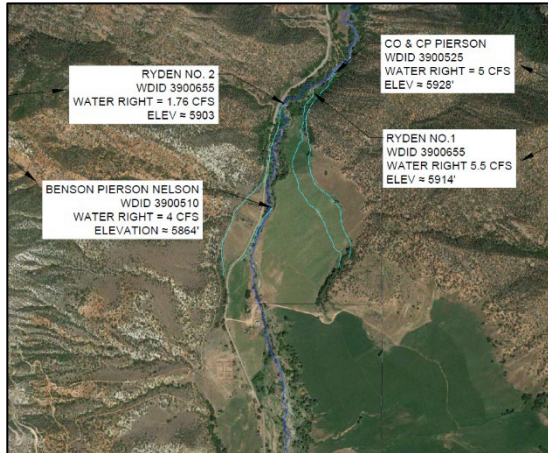 CO & CP PIERSON
WDID 3900525
WATER RIGHT = 5 CFS
ELEV ≈ 5928'
RYDEN NO. 2
WDID 3900655
WATER RIGHT = 1.76 CFS
ELEV ≈ 5903
RYDEN NO.1
WDID 3900655
WATER RIGHT 5.5 CFS
ELEV ≈ 5914'
BENSON PIERSON NELSON
WDID 3900510
WATER RIGHT = 4 CFS
ELEVATION ≈ 5864'